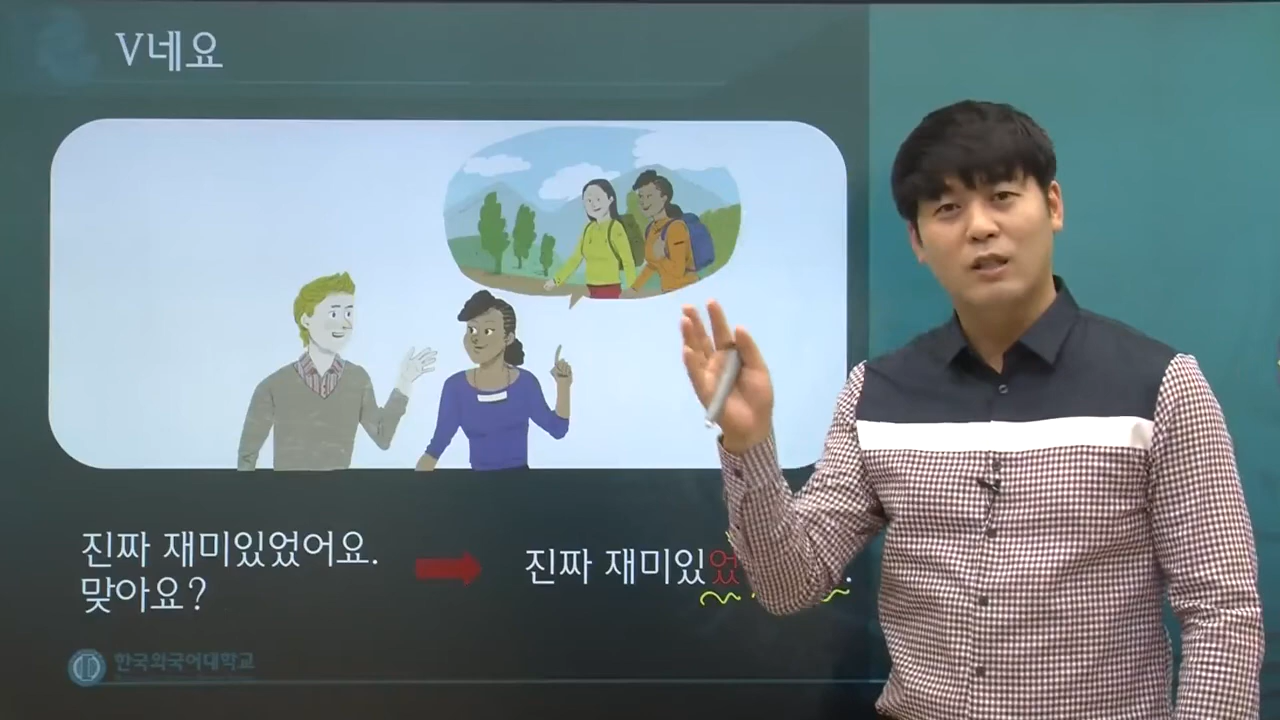 V네요
진짜 재미있었어요.
맞아요?
진짜 재미있었
한국외국어대학교